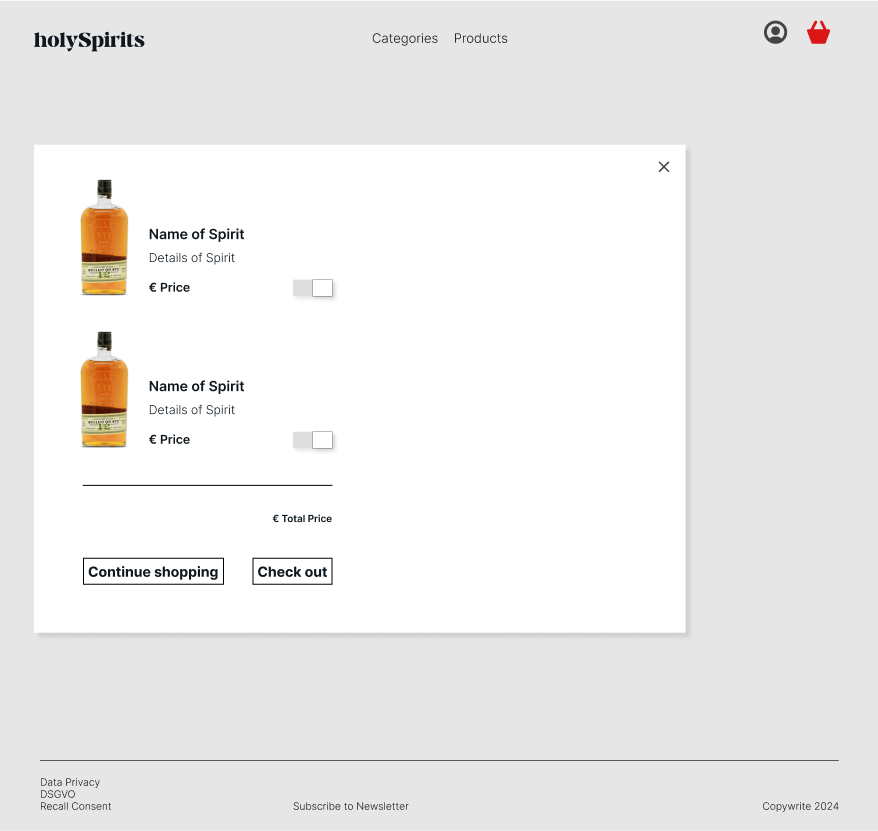 holySpirits
Categories Products
Name of Spirit
Details of Spirit
€ Price
Name of Spirit
Details of Spirit
€ Price
€ Total Price
Continue shopping Check out
Data Privacy
DSGVO
Recall Consent
Subscribe to Newsletter
Copywrite 2024